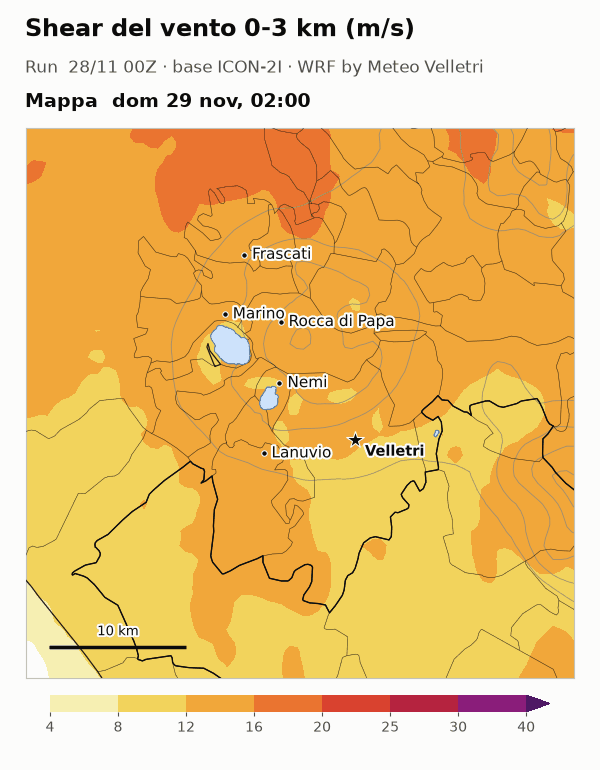 Shear del vento 0-3 km (m/s)
Run  28/11 00Z · base ICON-2I · WRF by Meteo Velletri
Mappa  dom 29 nov, 02:00
Frascati
Marino
Rocca di Papa
Nemi
Velletri
Lanuvio
10 km
4 8 12 16 20 25 30 40